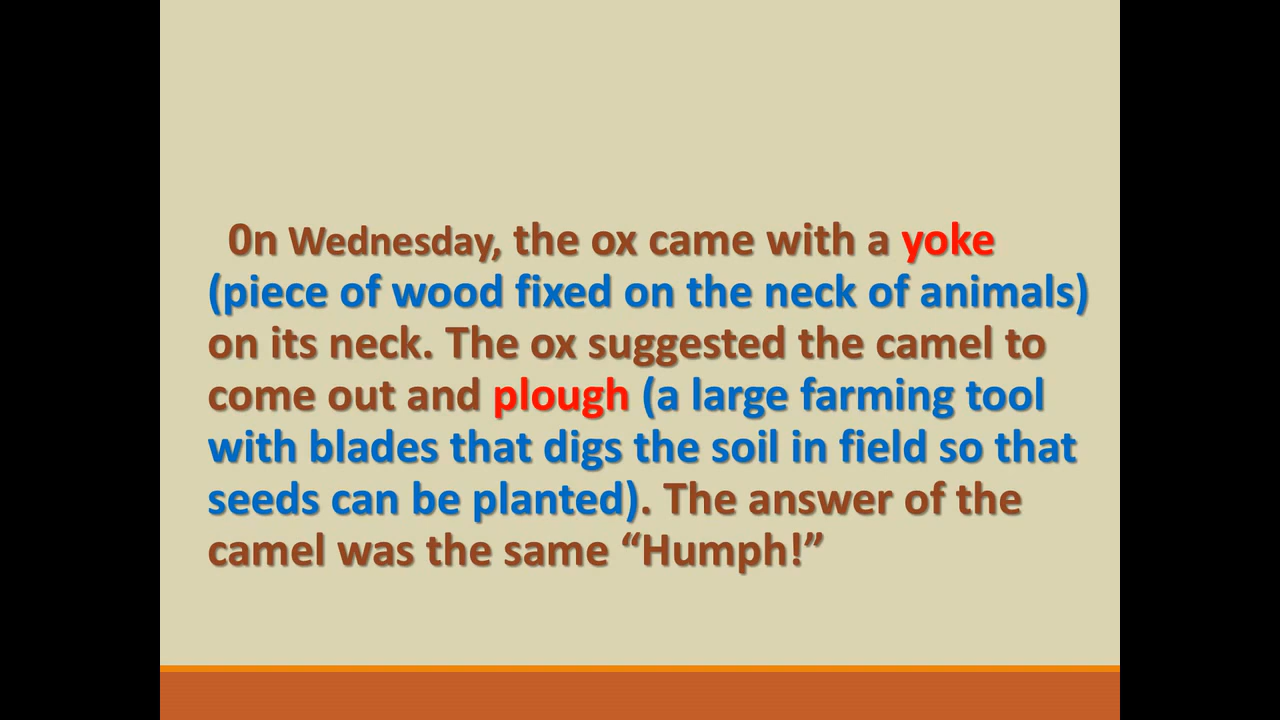 0n Wednesday, the ox came with a yoke
(piece of wood fixed on the neck of animals)
on its neck. The ox suggested the camel to
come out and plough (a large farming tool
with blades that digs the soil in field so that
seeds can be planted). The answer of the
camel was the same “Humph!”